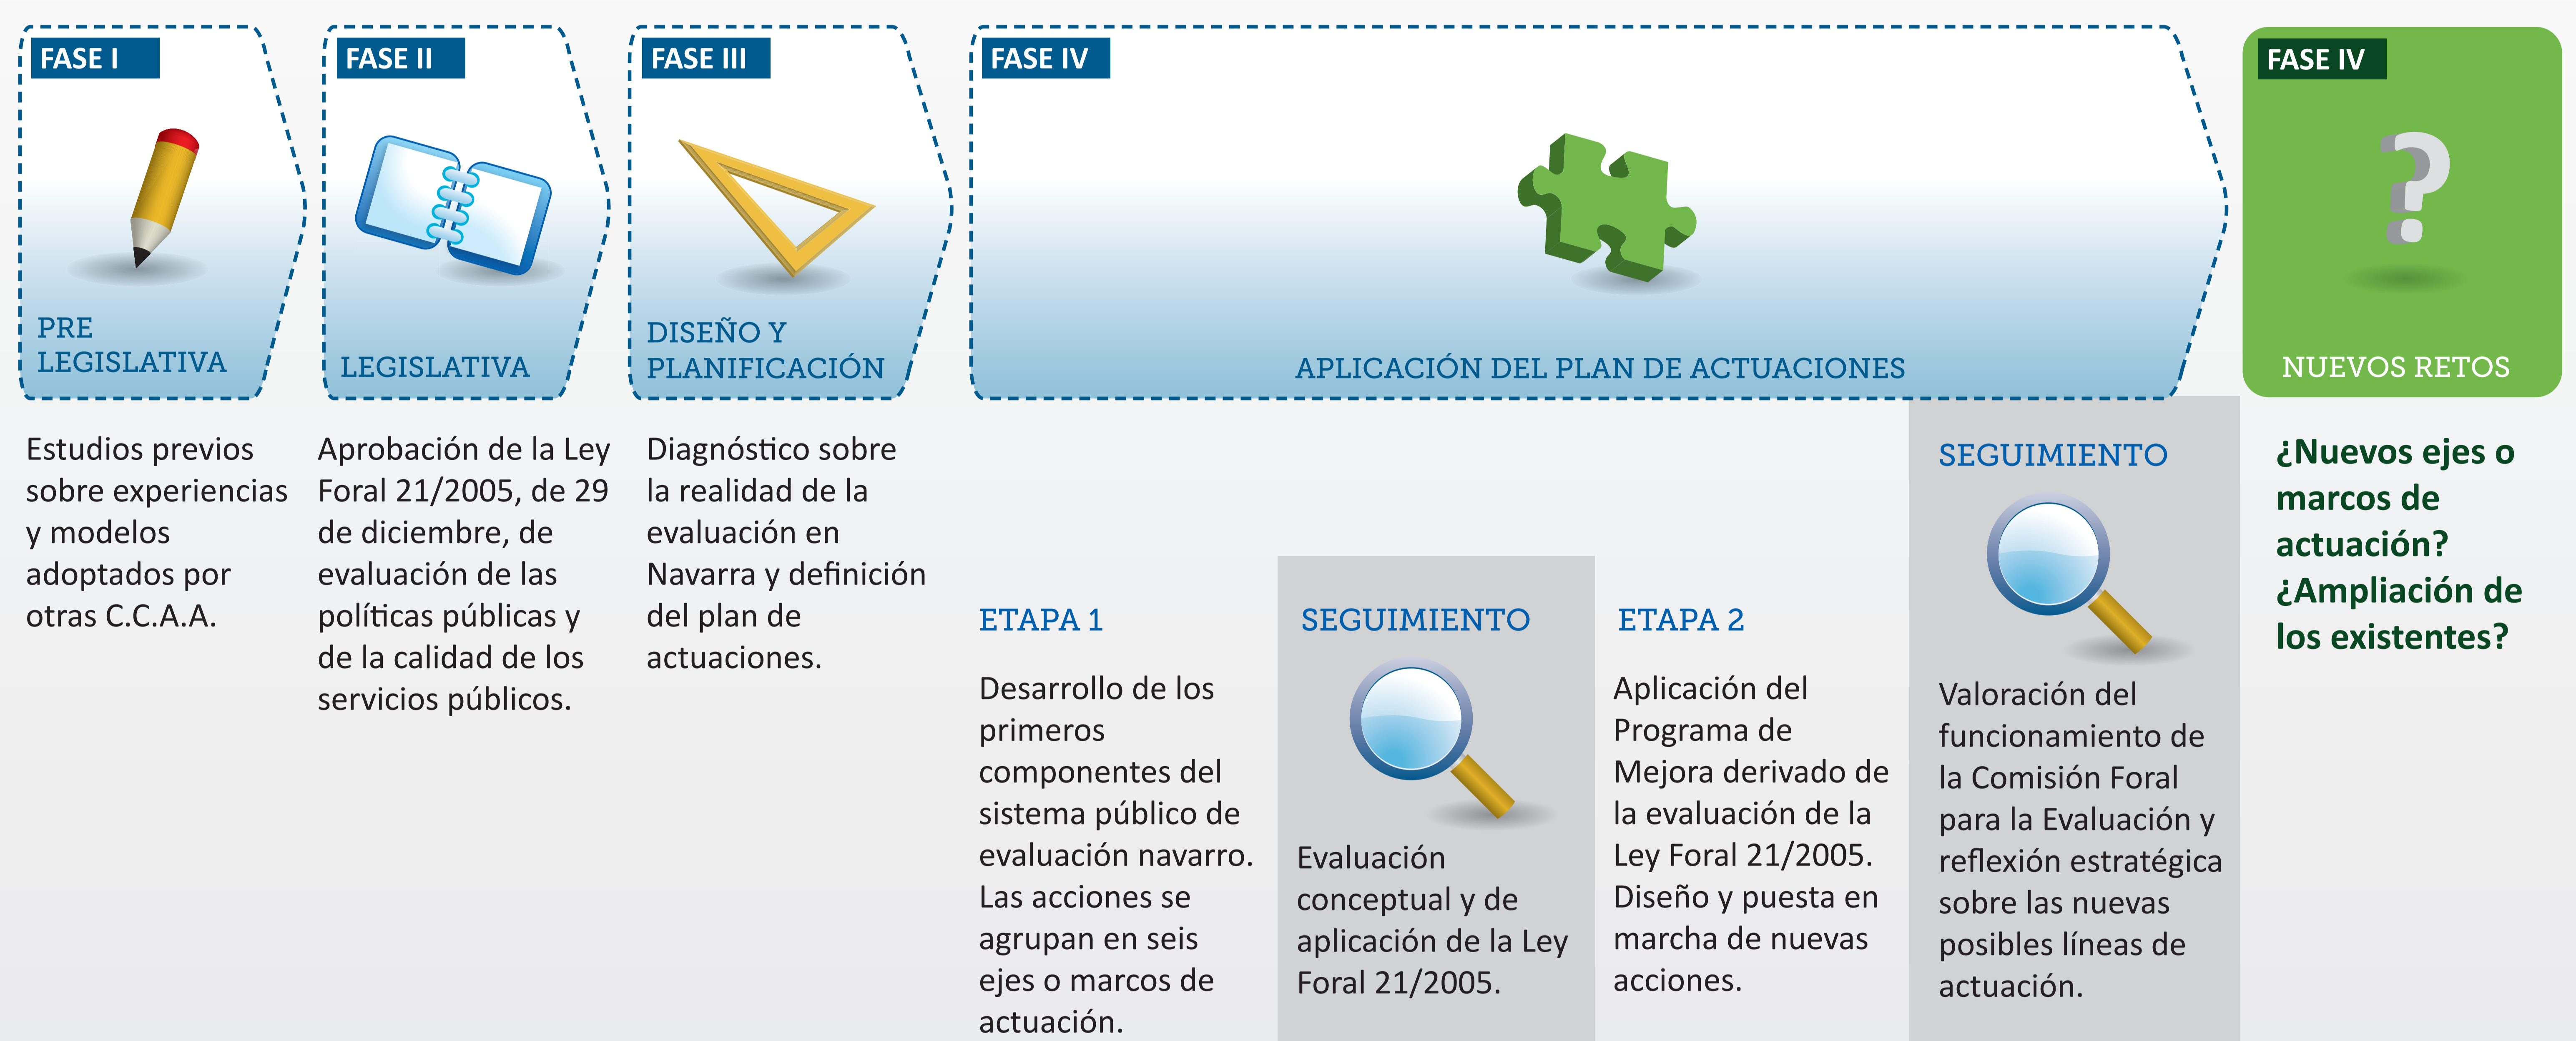 FASE I
PRE
LEGISLATIVA
Estudios previos
sobre experiencias
y modelos
adoptados por
otras C.C.A.A.
FASE II
LEGISLATIVA
Aprobación de la Ley
Foral 21/2005, de 29
de diciembre, de
evaluación de las
políticas públicas y
de la calidad de los
servicios públicos.
FASE III
DISEÑO Y
PLANIFICACIÓN
Diagnóstico sobre
la realidad de la
evaluación en
Navarra y definición
del plan de
actuaciones.
FASE IV
APLICACIÓN DEL PLAN DE ACTUACIONES
ETAPA 1
Desarrollo de los
primeros
componentes del
sistema público de
evaluación navarro.
Las acciones se
agrupan en seis
ejes o marcos de
actuación.
SEGUIMIENTO
Evaluación
conceptual y de
aplicación de la Ley
Foral 21/2005.
ETAPA 2
Aplicación del
Programa de
Mejora derivado de
la evaluación de la
Ley Foral 21/2005.
Diseño y puesta en
marcha de nuevas
acciones.
SEGUIMIENTO
Valoración del
funcionamiento de
la Comisión Foral
para la Evaluación y
reflexión estratégica
sobre las nuevas
posibles líneas de
actuación.
FASE IV
?
NUEVOS RETOS
¿Nuevos ejes o
marcos de
actuación?
¿Ampliación de
los existentes?